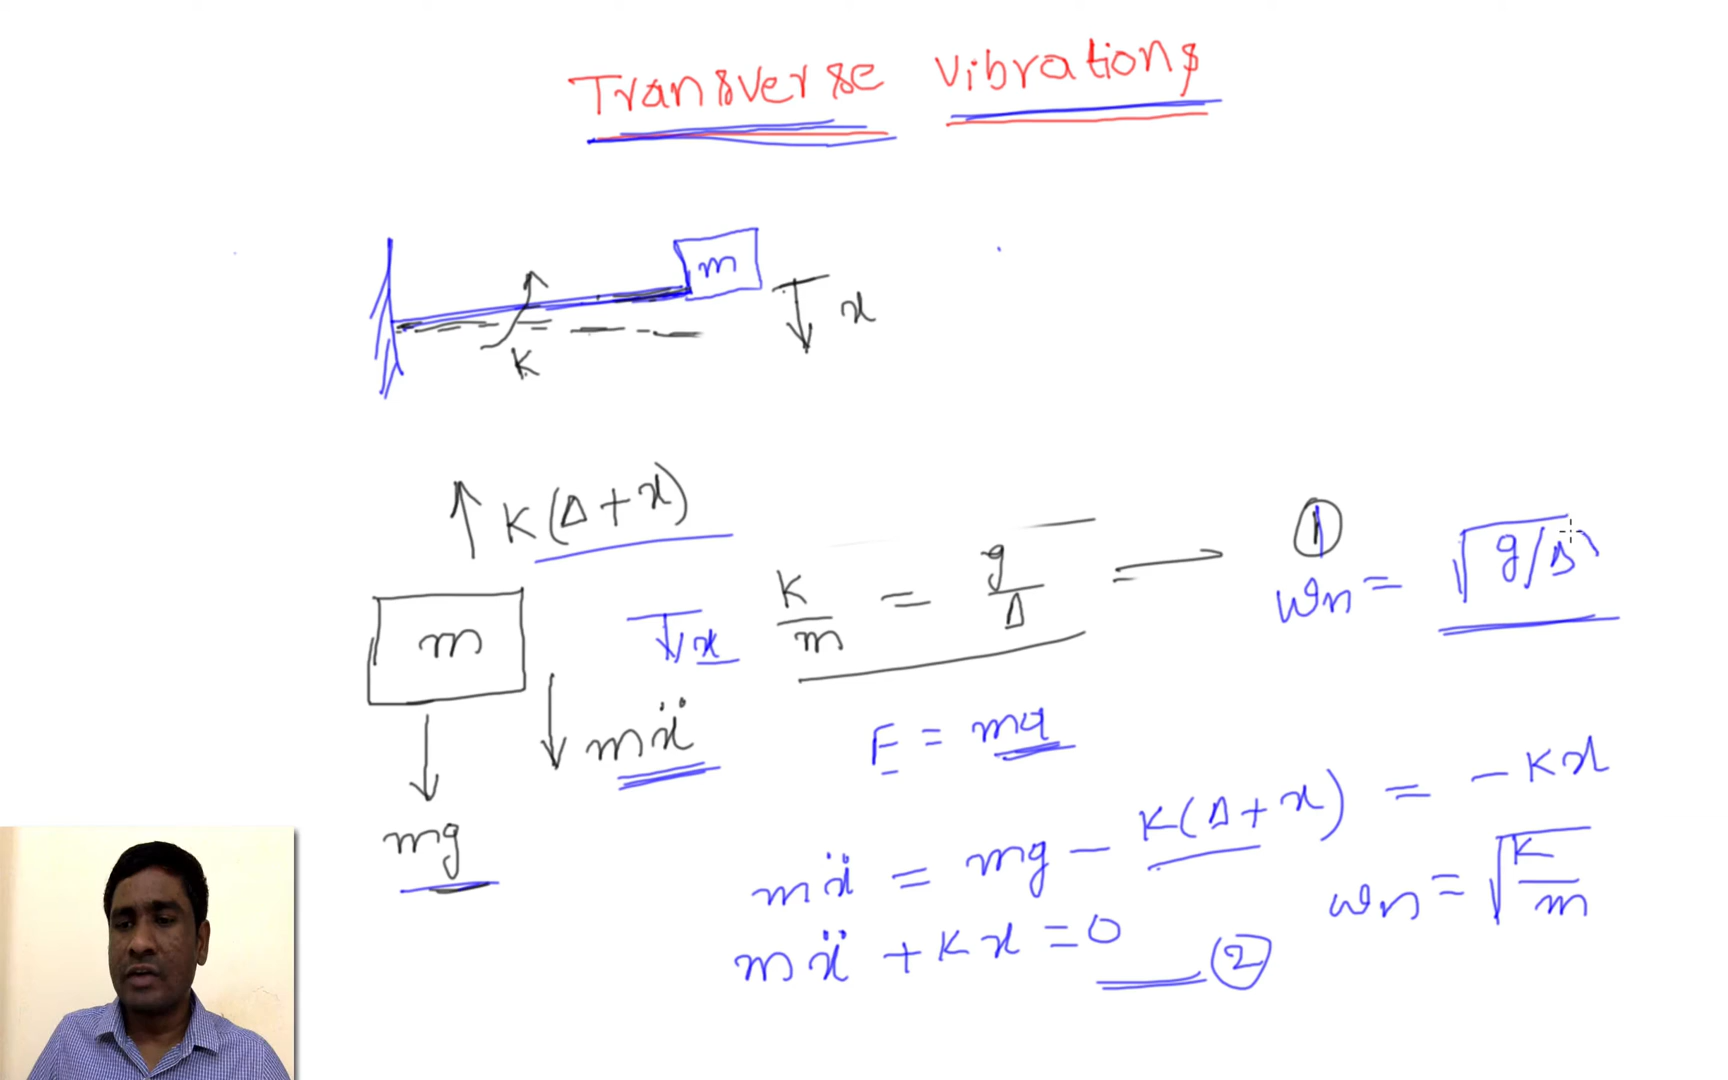 Transverse Vibrations
m
x
K
↑ K(Δ+x)
m
↓x
K/m = g/Δ → ①
ωn = √g/Δ
mẍ
mg
F = ma
mẍ = mg - K(Δ+x) = -Kx
mẍ + Kx = 0 ②
ωn = √K/m